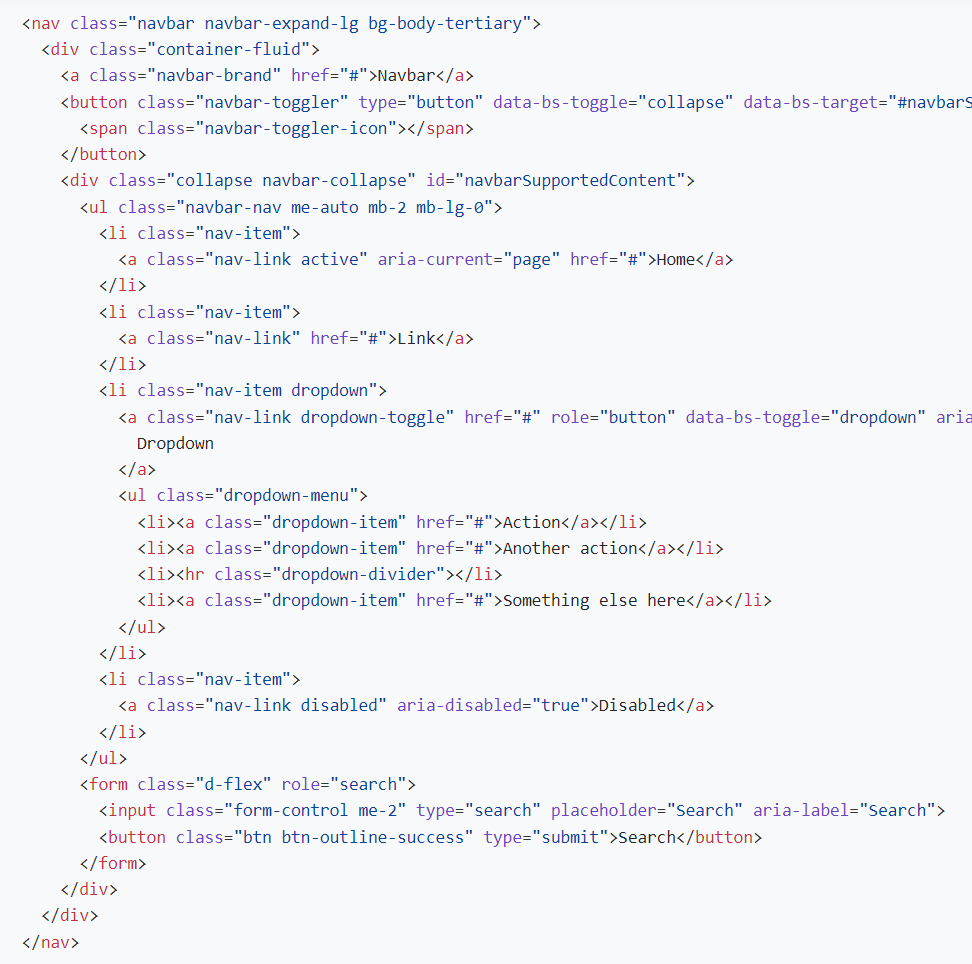 <nav class="navbar navbar-expand-lg bg-body-tertiary">
  <div class="container-fluid">
    <a class="navbar-brand" href="#">Navbar</a>
    <button class="navbar-toggler" type="button" data-bs-toggle="collapse" data-bs-target="#navbarS
      <span class="navbar-toggler-icon"></span>
    </button>
    <div class="collapse navbar-collapse" id="navbarSupportedContent">
      <ul class="navbar-nav me-auto mb-2 mb-lg-0">
        <li class="nav-item">
          <a class="nav-link active" aria-current="page" href="#">Home</a>
        </li>
        <li class="nav-item">
          <a class="nav-link" href="#">Link</a>
        </li>
        <li class="nav-item dropdown">
          <a class="nav-link dropdown-toggle" href="#" role="button" data-bs-toggle="dropdown" aria
            Dropdown
          </a>
          <ul class="dropdown-menu">
            <li><a class="dropdown-item" href="#">Action</a></li>
            <li><a class="dropdown-item" href="#">Another action</a></li>
            <li><hr class="dropdown-divider"></li>
            <li><a class="dropdown-item" href="#">Something else here</a></li>
          </ul>
        </li>
        <li class="nav-item">
          <a class="nav-link disabled" aria-disabled="true">Disabled</a>
        </li>
      </ul>
      <form class="d-flex" role="search">
        <input class="form-control me-2" type="search" placeholder="Search" aria-label="Search">
        <button class="btn btn-outline-success" type="submit">Search</button>
      </form>
    </div>
  </div>
</nav>